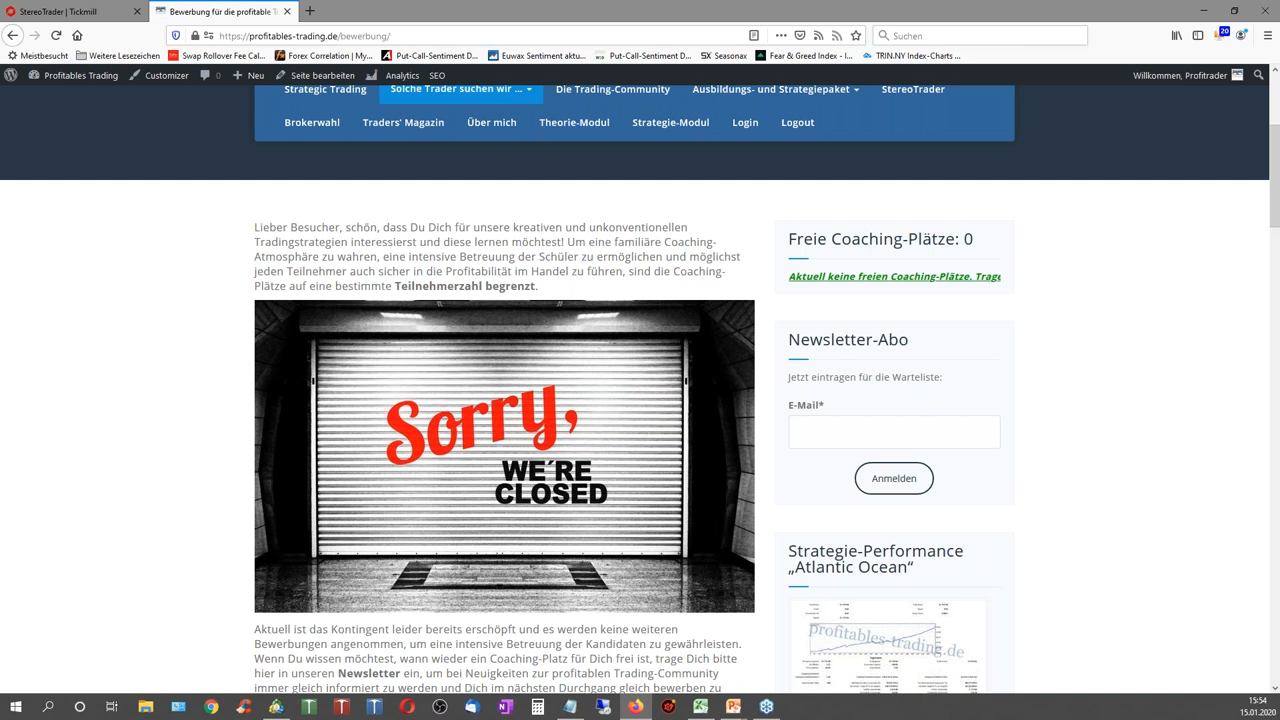 StereoTrader | Tickmill
Bewerbung für die profitable T
https://profitables-trading.de/bewerbung/
Suchen
Meistbesucht
Weitere Lesezeichen
Swap Rollover Fee Cal...
Forex Correlation | My...
Put-Call-Sentiment D...
Euwax Sentiment aktu...
Put-Call-Sentiment D...
Seasonax
Fear & Greed Index - I...
TRIN.NY Index-Charts ...
20
Profitables Trading
Customizer
0
Neu
Seite bearbeiten
Analytics
SEO
Willkommen, Profitrader
Strategic Trading
Solche Trader suchen wir ...
Die Trading-Community
Ausbildungs- und Strategiepaket
StereoTrader
Brokerwahl
Traders' Magazin
Über mich
Theorie-Modul
Strategie-Modul
Login
Logout
Lieber Besucher, schön, dass Du Dich für unsere kreativen und unkonventionellen
Tradingstrategien interessierst und diese lernen möchtest! Um eine familiäre Coaching-
Atmosphäre zu wahren, eine intensive Betreuung der Schüler zu ermöglichen und möglichst
jeden Teilnehmer auch sicher in die Profitabilität im Handel zu führen, sind die Coaching-
Plätze auf eine bestimmte Teilnehmerzahl begrenzt.
Sorry,
WE´RE
CLOSED
Aktuell ist das Kontingent leider bereits erschöpft und es werden keine weiteren
Bewerbungen angenommen, um eine intensive Betreuung der Kandidaten zu gewährleisten.
Wenn Du wissen möchtest, wann wieder ein Coaching-Platz für Dich frei ist, trage Dich bitte
hier in unseren Newsletter ein, um bei Neuigkeiten zur profitablen Trading-Community
immer gleich informiert zu werden und Dich im nächsten Durchgang gleich bewerben zu
Freie Coaching-Plätze: 0
Aktuell keine freien Coaching-Plätze. Trage
Newsletter-Abo
Jetzt eintragen für die Warteliste:
E-Mail*
Anmelden
Strategie-Performance
„Atlantic Ocean“
profitables-trading.de
15:54
15.01.2020